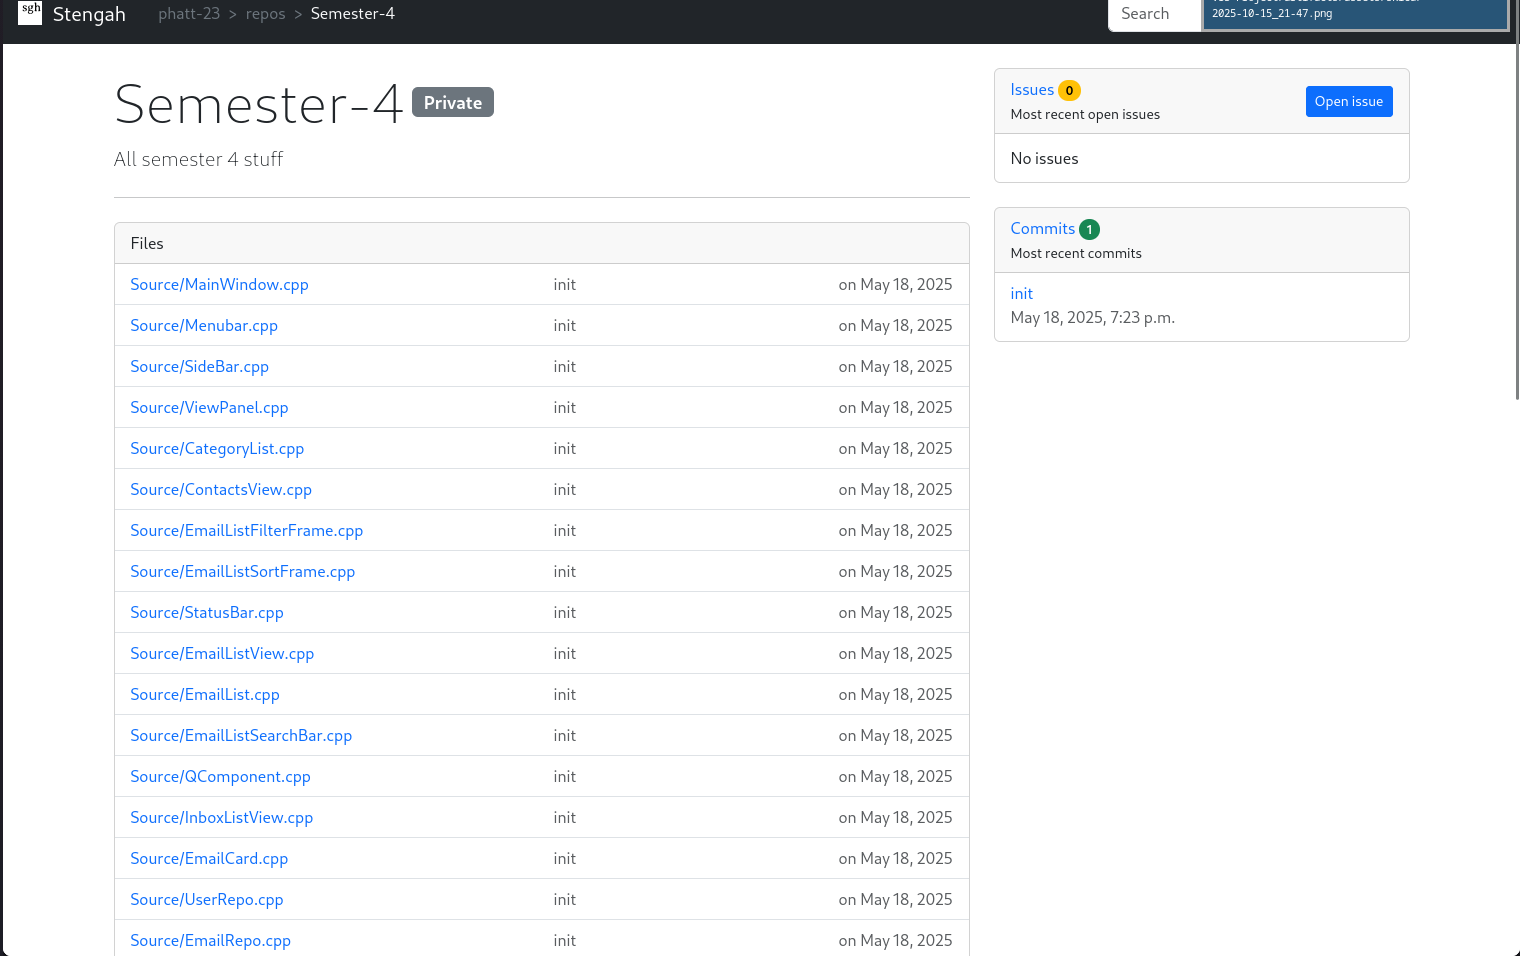 sgh Stengah phatt-23 > repos > Semester-4 Search
2025-10-15_21-47.png
Semester-4 Private
All semester 4 stuff
Files
Source/MainWindow.cpp init on May 18, 2025
Source/Menubar.cpp init on May 18, 2025
Source/SideBar.cpp init on May 18, 2025
Source/ViewPanel.cpp init on May 18, 2025
Source/CategoryList.cpp init on May 18, 2025
Source/ContactsView.cpp init on May 18, 2025
Source/EmailListFilterFrame.cpp init on May 18, 2025
Source/EmailListSortFrame.cpp init on May 18, 2025
Source/StatusBar.cpp init on May 18, 2025
Source/EmailListView.cpp init on May 18, 2025
Source/EmailList.cpp init on May 18, 2025
Source/EmailListSearchBar.cpp init on May 18, 2025
Source/QComponent.cpp init on May 18, 2025
Source/InboxListView.cpp init on May 18, 2025
Source/EmailCard.cpp init on May 18, 2025
Source/UserRepo.cpp init on May 18, 2025
Source/EmailRepo.cpp init on May 18, 2025
Issues 0
Most recent open issues
Open issue
No issues
Commits 1
Most recent commits
init
May 18, 2025, 7:23 p.m.